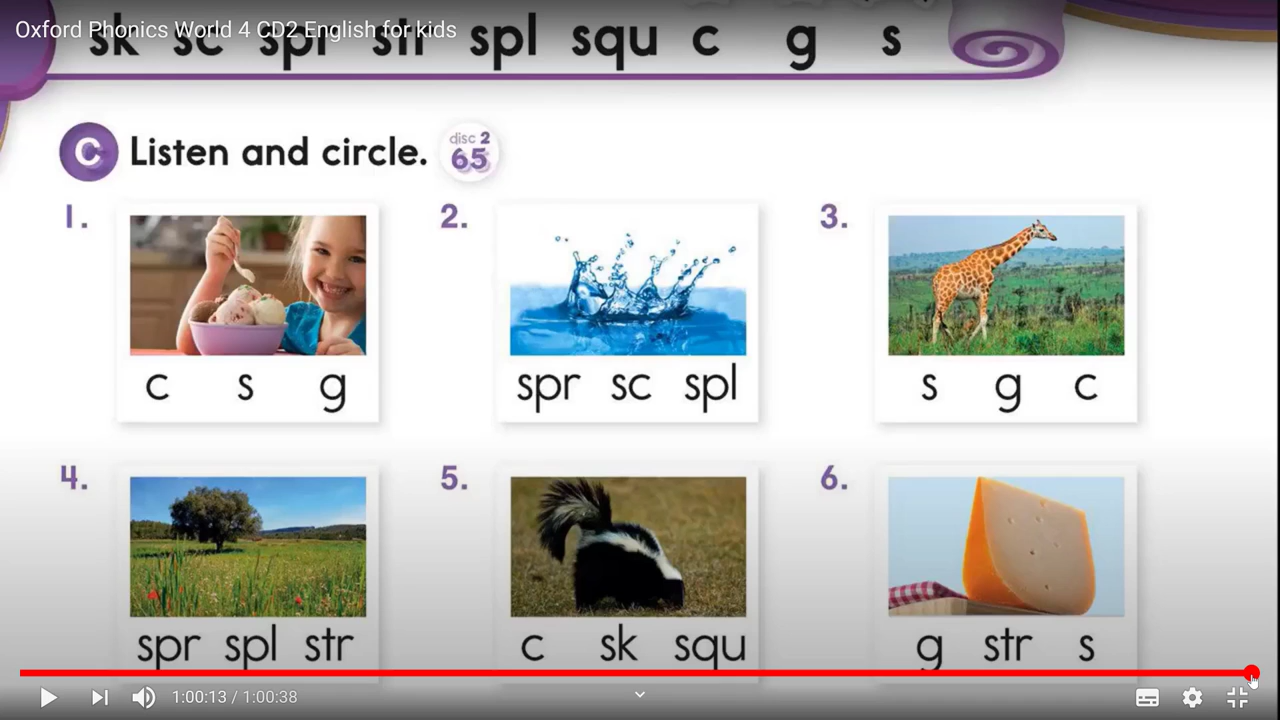 Oxford Phonics World 4 CD2 English for kids
sk sc spr str spl squ c g s
C Listen and circle. disc 2 65
1. 2. 3.
c s g spr sc spl s g c
4. 5. 6.
spr spl str c sk squ g str s
1:00:13 / 1:00:38